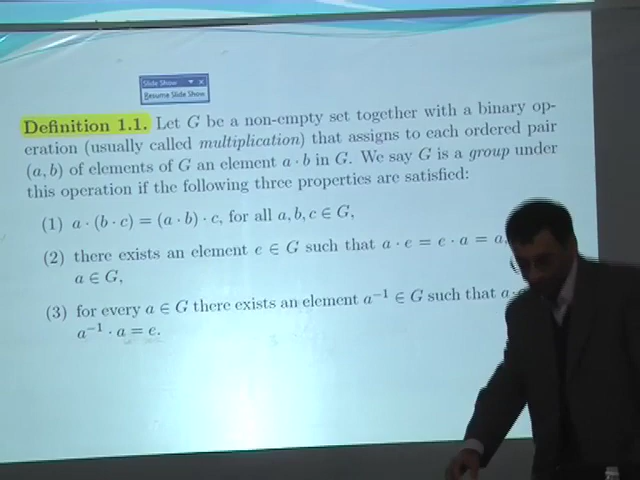 Slide Show
Resume Slide Show
Definition 1.1. Let G be a non-empty set together with a binary op-
eration (usually called multiplication) that assigns to each ordered pair
(a, b) of elements of G an element a · b in G. We say G is a group under
this operation if the following three properties are satisfied:
(1) a · (b · c) = (a · b) · c, for all a, b, c ∈ G,
(2) there exists an element e ∈ G such that a · e = e · a = a,
a ∈ G,
(3) for every a ∈ G there exists an element a⁻¹ ∈ G such that a ·
a⁻¹ · a = e.